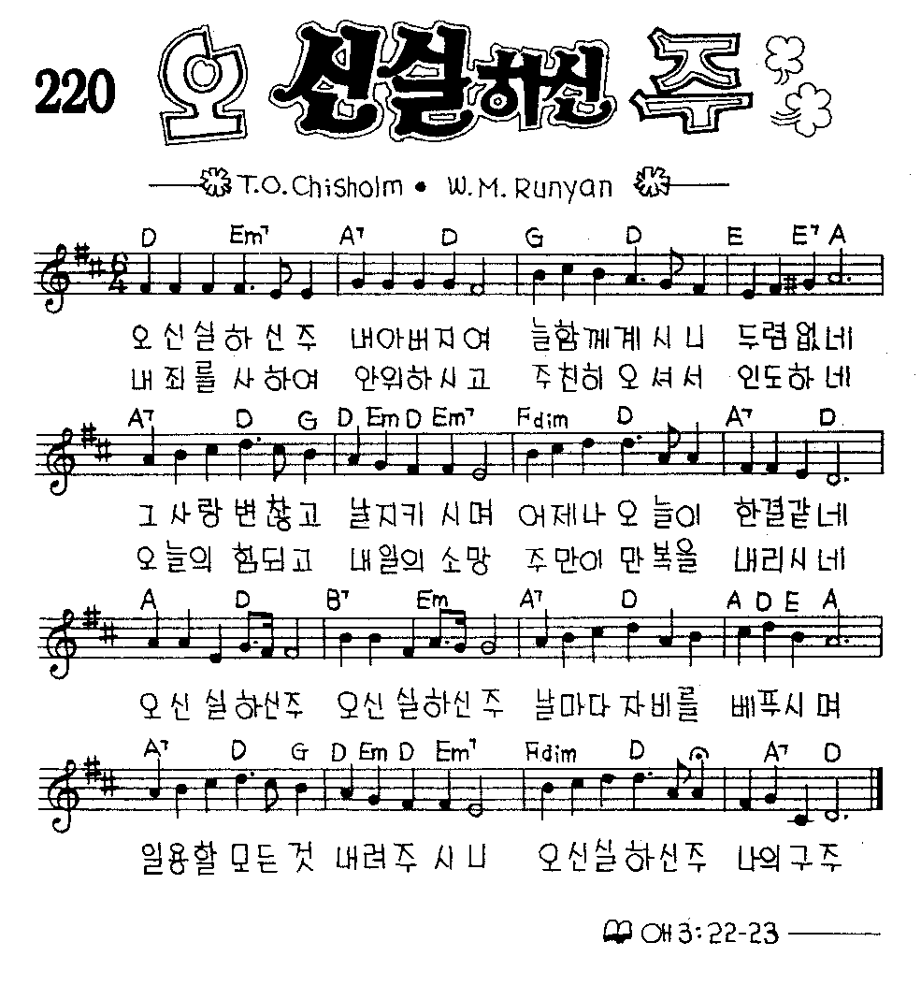 220 오 신실하신 주
T.O.Chisholm • W.M.Runyan
D Em7 A7 D G D E E7 A
오 신 실 하 신 주 내 아 버 지 여 늘 함 께 계 시 니 두 렴 없 네
내 죄 를 사 하 여 안 위 하 시 고 주 친 히 오 셔 서 인 도 하 네
A7 D G D Em D Em7 Fdim D A7 D
그 사 랑 변 찮 고 날 지 키 시 며 어 제 나 오 늘 이 한 결 같 네
오 늘 의 힘 되 고 내 일 의 소 망 주 만 이 만 복 을 내 리 시 네
A D B7 Em A7 D A D E A
오 신 실 하 신 주 오 신 실 하 신 주 날 마 다 자 비 를 베 푸 시 며
A7 D G D Em D Em7 Fdim D A7 D
일 용 할 모 든 것 내 려 주 시 니 오 신 실 하 신 주 나 의 구 주
애 3:22-23